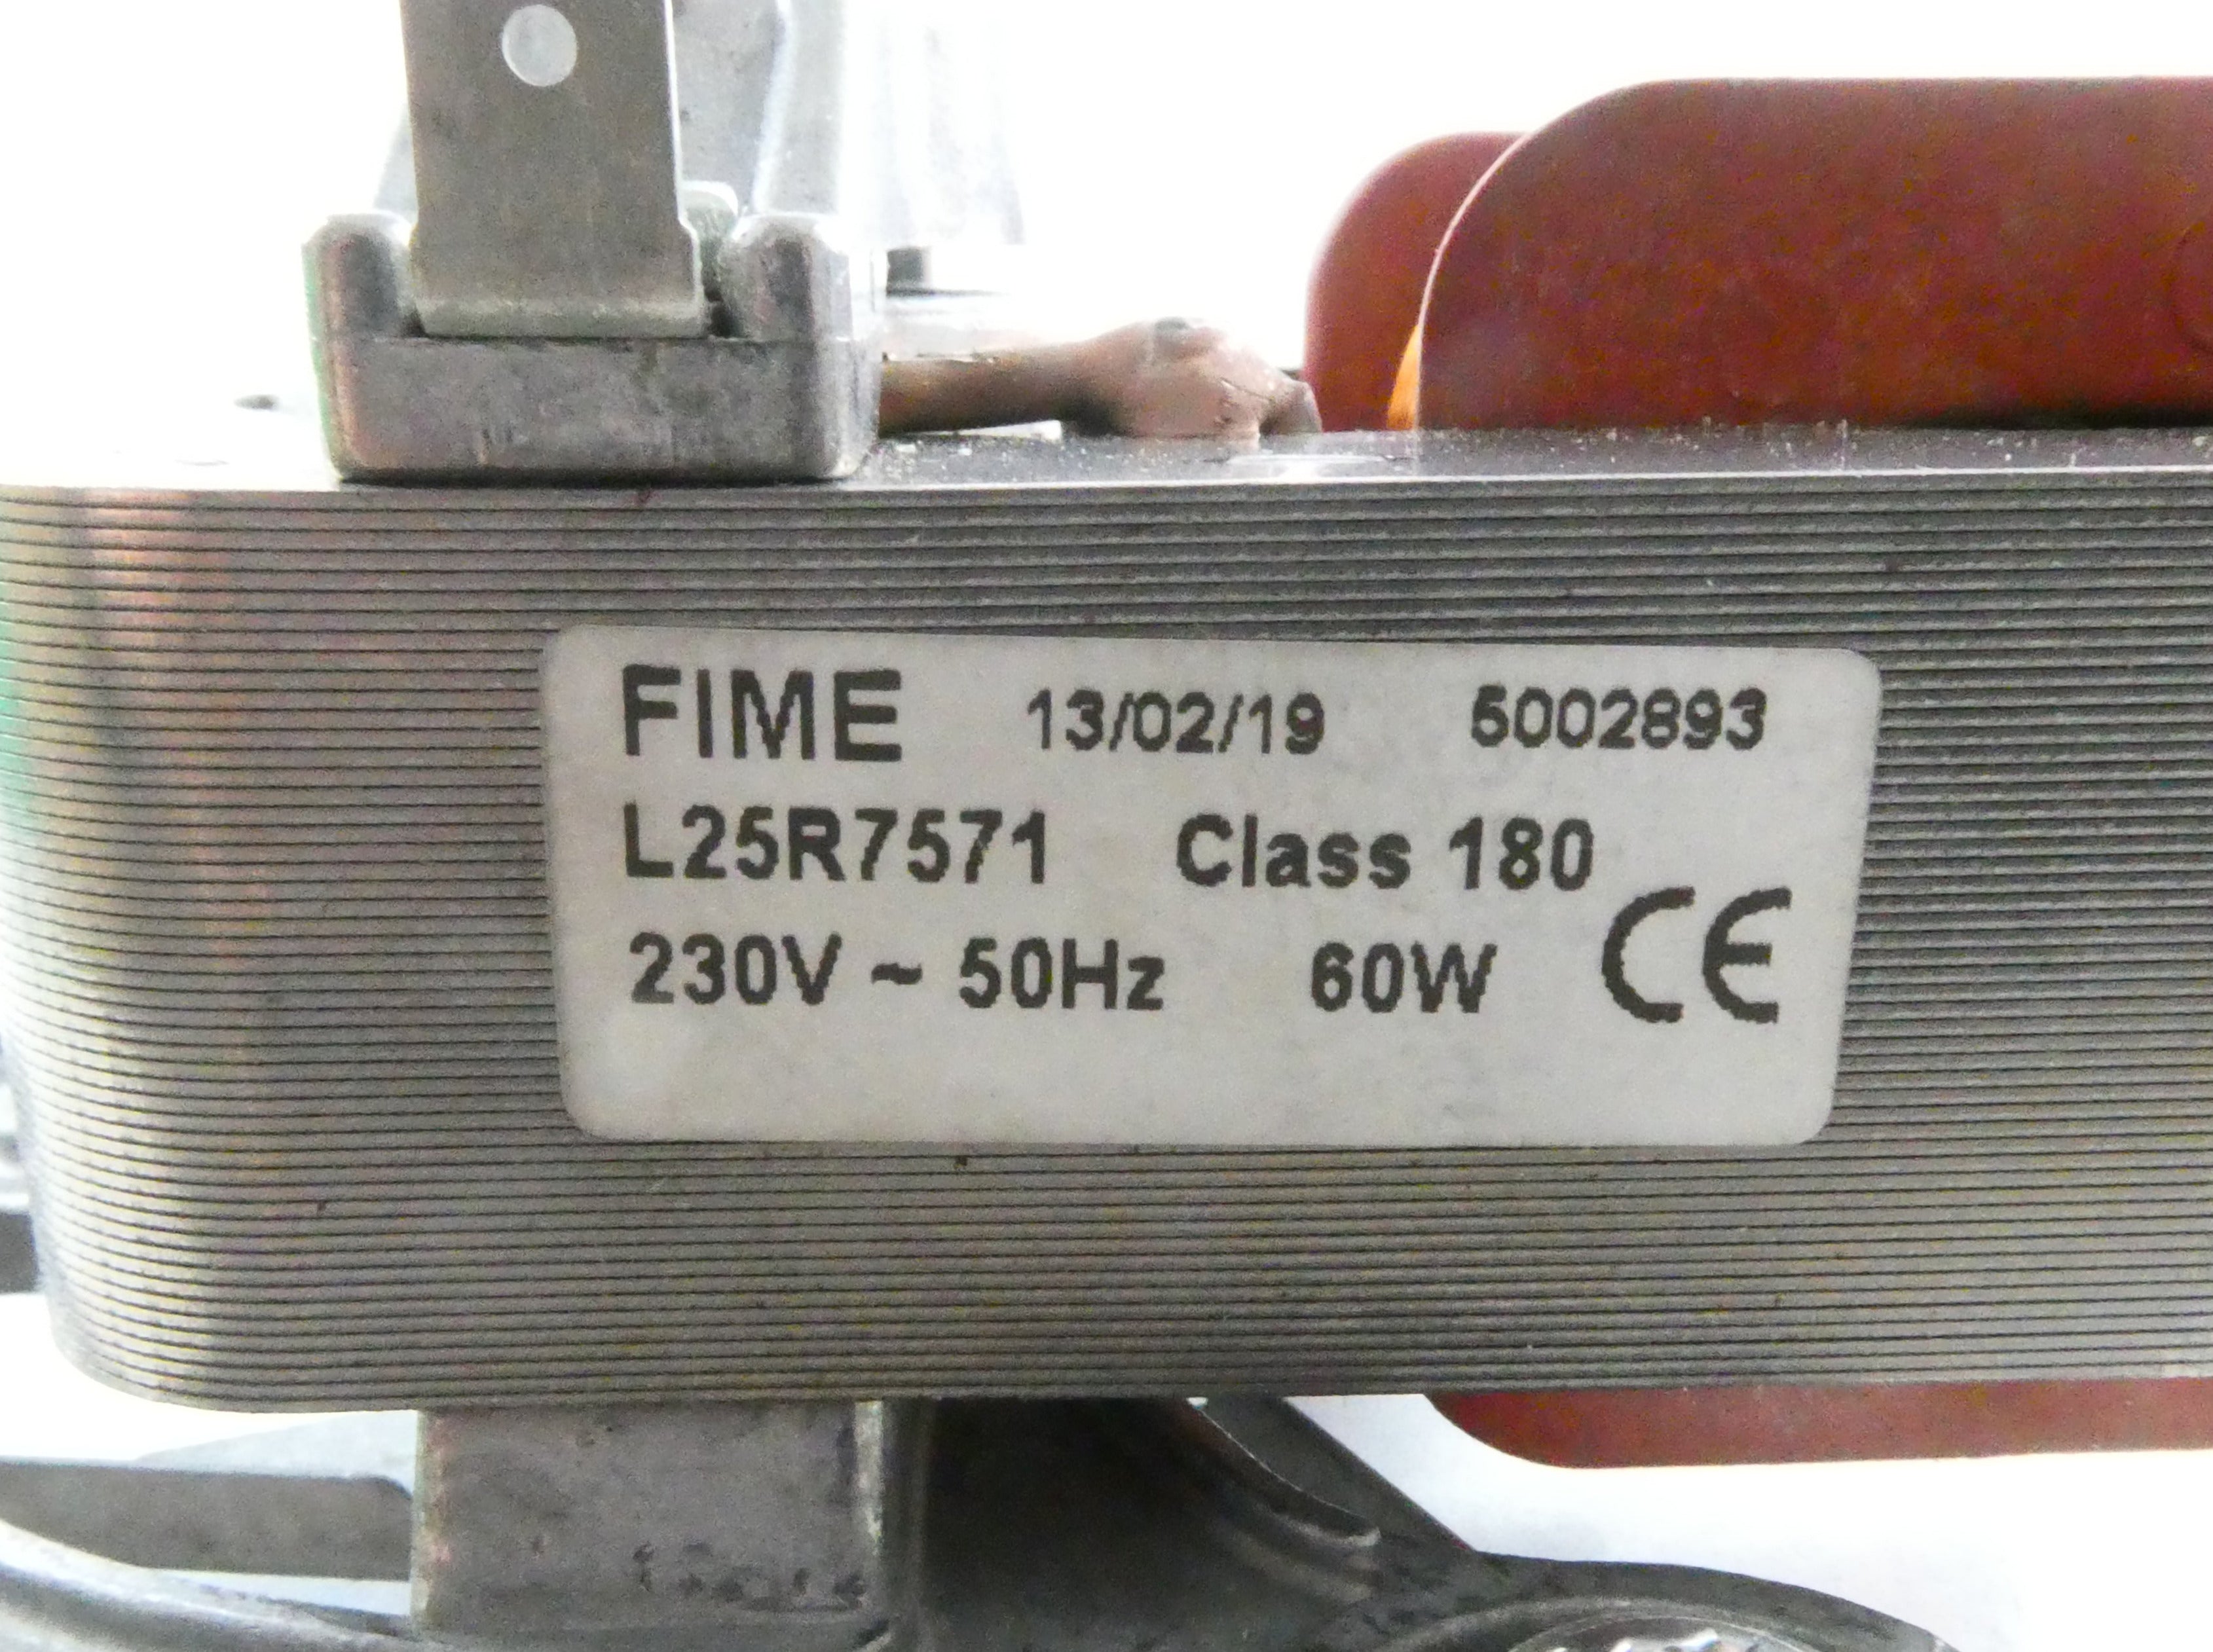 FIME 13/02/19 5002893
L25R7571 Class 180
230V ~ 50Hz 60W CE